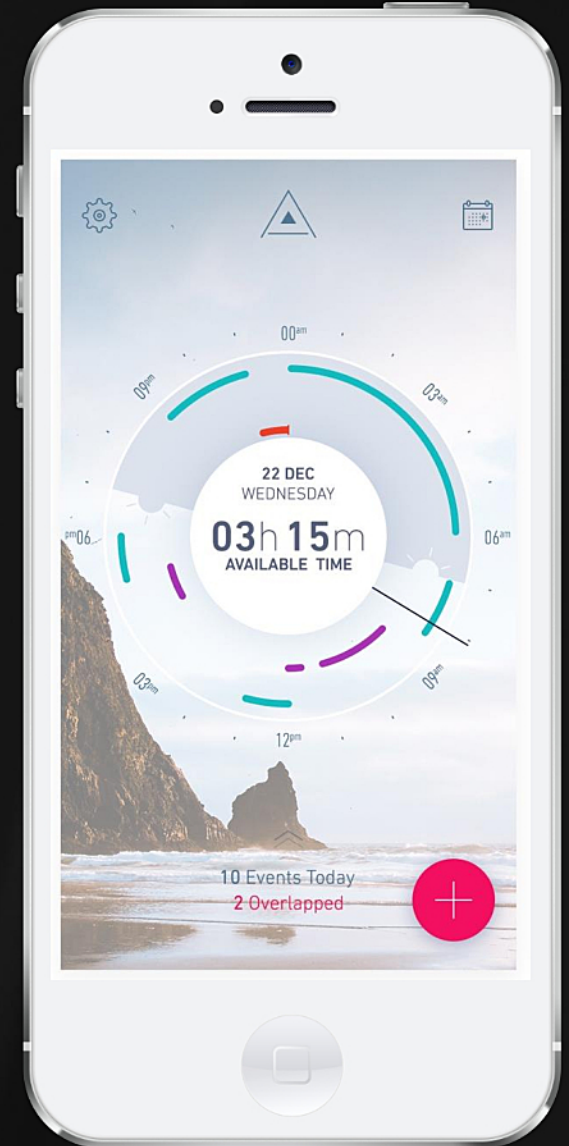 00am
03am
06am
09am
12pm
03pm
pm06
09pm
22 DEC
WEDNESDAY
03h 15m
AVAILABLE TIME
10 Events Today
2 Overlapped